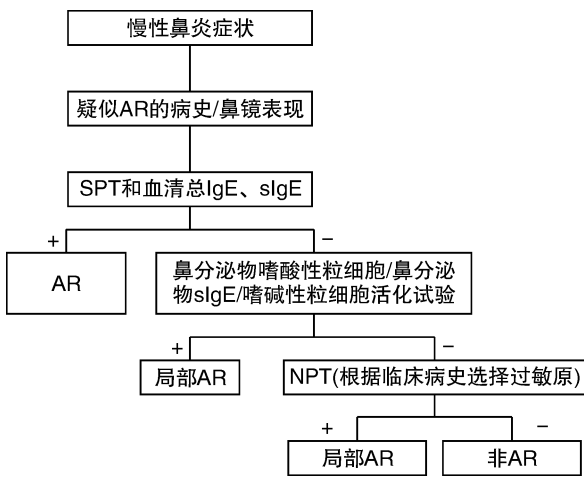 慢性鼻炎症状
疑似AR的病史/鼻镜表现
SPT和血清总IgE、sIgE
+
−
AR
鼻分泌物嗜酸性粒细胞/鼻分泌
物sIgE/嗜碱性粒细胞活化试验
+
−
局部AR
NPT(根据临床病史选择过敏原)
+
−
局部AR
非AR